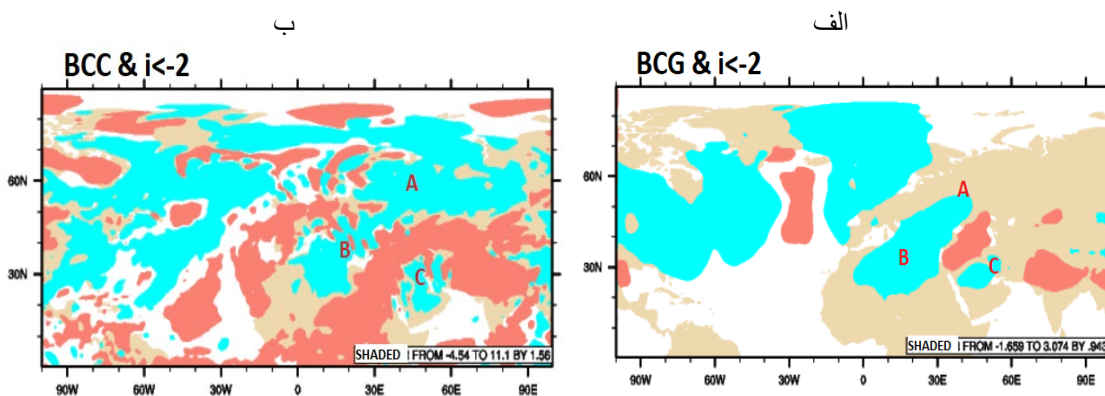 الف
ب
BCC & i<-2
BCG & i<-2
60N
30N
A
B
C
SHADED I FROM -4.54 TO 11.1 BY 1.56
90W 60W 30W 0 30E 60E 90E
60N
30N
A
B
C
SHADED I FROM -1.659 TO 3.074 BY .943
90W 60W 30W 0 30E 60E 90E